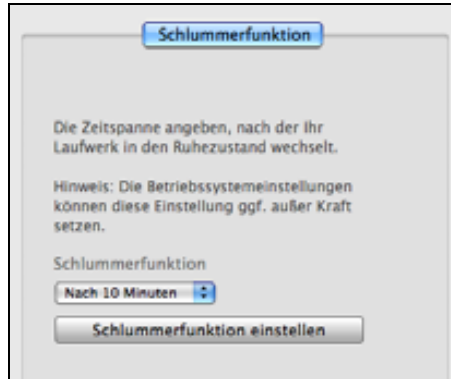 Schlummerfunktion
Die Zeitspanne angeben, nach der Ihr
Laufwerk in den Ruhezustand wechselt.
Hinweis: Die Betriebssystemeinstellungen
können diese Einstellung ggf. außer Kraft
setzen.
Schlummerfunktion
Nach 10 Minuten
Schlummerfunktion einstellen